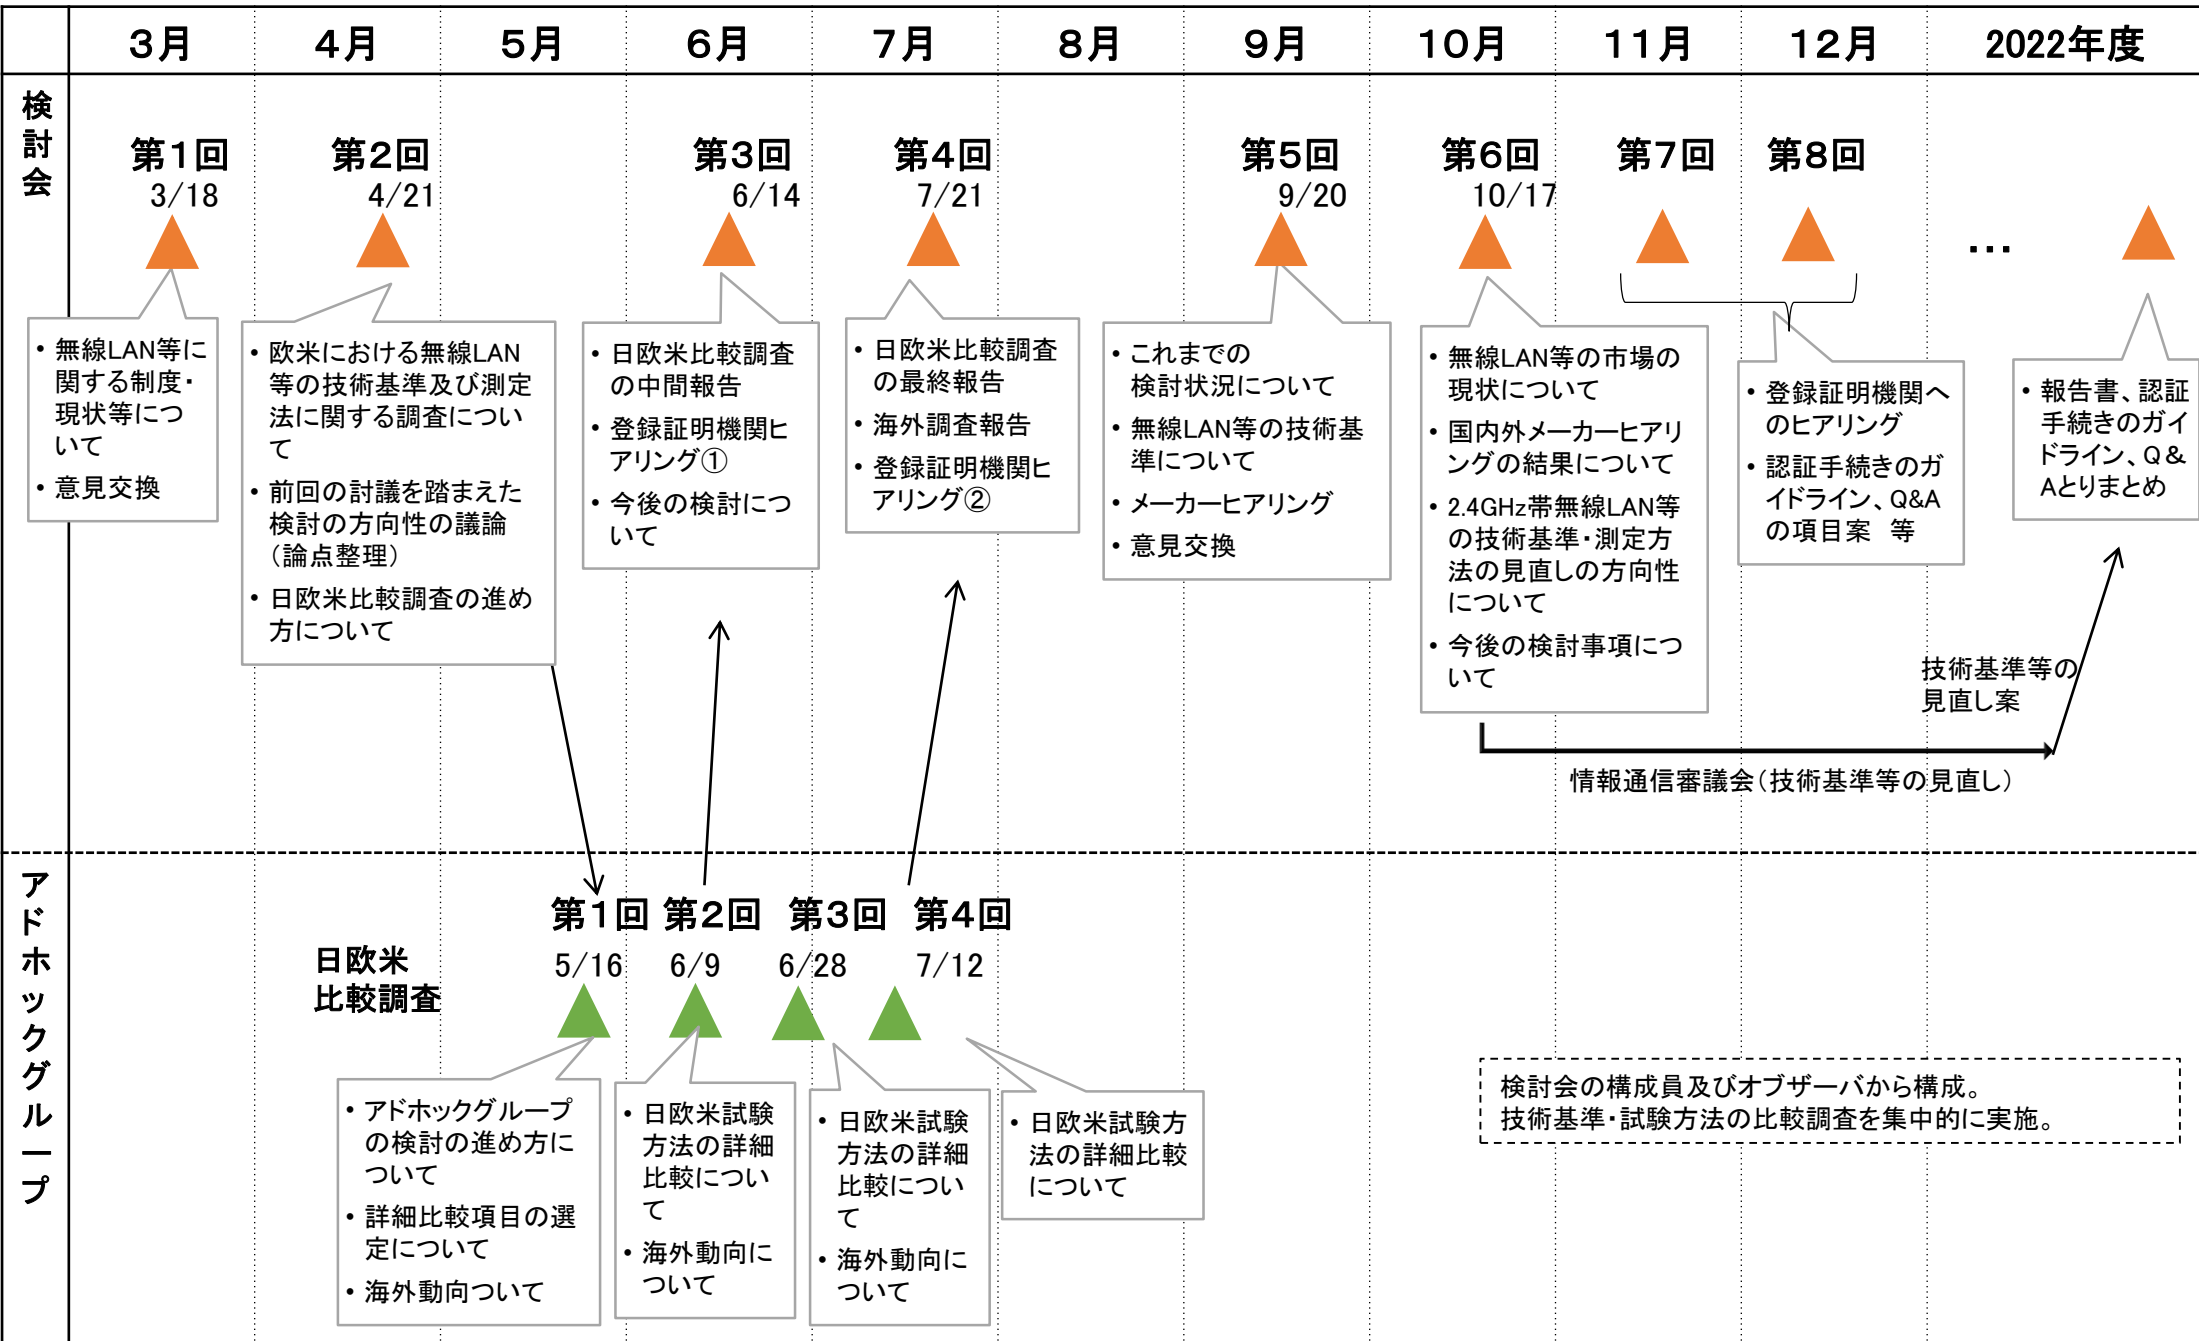 3月
4月
5月
6月
7月
8月
9月
10月
11月
12月
2022年度
検討会
第1回
3/18
第2回
4/21
第3回
6/14
第4回
7/21
第5回
9/20
第6回
10/17
第7回
第8回
…
• 無線LAN等に
関する制度・
現状等につ
いて
• 意見交換
• 欧米における無線LAN
等の技術基準及び測定
法に関する調査につい
て
• 前回の討議を踏まえた
検討の方向性の議論
（論点整理）
• 日欧米比較調査の進め
方について
• 日欧米比較調査
の中間報告
• 登録証明機関ヒ
アリング①
• 今後の検討につ
いて
• 日欧米比較調査
の最終報告
• 海外調査報告
• 登録証明機関ヒ
アリング②
• これまでの
検討状況について
• 無線LAN等の技術基
準について
• メーカーヒアリング
• 意見交換
• 無線LAN等の市場の
現状について
• 国内外メーカーヒアリ
ングの結果について
• 2.4GHz帯無線LAN等
の技術基準・測定方
法の見直しの方向性
について
• 今後の検討事項につ
いて
• 登録証明機関へ
のヒアリング
• 認証手続きのガ
イドライン、Q&A
の項目案　等
• 報告書、認証
手続きのガイ
ドライン、Q＆
Aとりまとめ
技術基準等の
見直し案
情報通信審議会（技術基準等の見直し）
アドホックグループ
日欧米
比較調査
第1回
5/16
第2回
6/9
第3回
6/28
第4回
7/12
• アドホックグループ
の検討の進め方に
ついて
• 詳細比較項目の選
定について
• 海外動向ついて
• 日欧米試験
方法の詳細
比較につい
て
• 海外動向に
ついて
• 日欧米試験
方法の詳細
比較につい
て
• 海外動向に
ついて
• 日欧米試験方
法の詳細比較
について
検討会の構成員及びオブザーバから構成。
技術基準・試験方法の比較調査を集中的に実施。